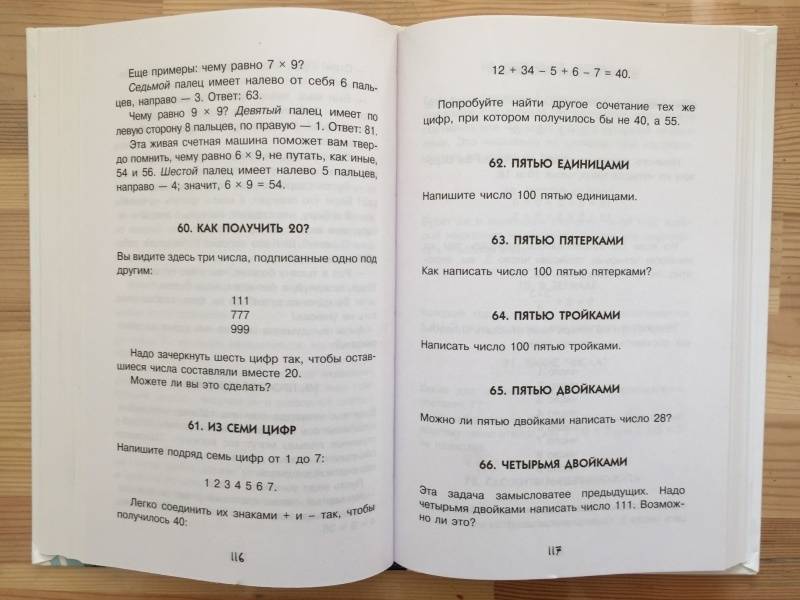 Еще примеры: чему равно 7 × 9?
Седьмой палец имеет налево от себя 6 паль-
цев, направо — 3. Ответ: 63.
Чему равно 9 × 9? Девятый палец имеет по
левую сторону 8 пальцев, по правую — 1. Ответ: 81.
Эта живая счетная машина поможет вам твер-
до помнить, чему равно 6 × 9, не путать, как иные,
54 и 56. Шестой палец имеет налево 5 пальцев,
направо — 4; значит, 6 × 9 = 54.
60. КАК ПОЛУЧИТЬ 20?
Вы видите здесь три числа, подписанные одно под
другим:
111
777
999
Надо зачеркнуть шесть цифр так, чтобы остав-
шиеся числа составляли вместе 20.
Можете ли вы это сделать?
61. ИЗ СЕМИ ЦИФР
Напишите подряд семь цифр от 1 до 7:
1 2 3 4 5 6 7.
Легко соединить их знаками + и – так, чтобы
получилось 40:
116
12 + 34 – 5 + 6 – 7 = 40.
Попробуйте найти другое сочетание тех же
цифр, при котором получилось бы не 40, а 55.
62. ПЯТЬЮ ЕДИНИЦАМИ
Напишите число 100 пятью единицами.
63. ПЯТЬЮ ПЯТЕРКАМИ
Как написать число 100 пятью пятерками?
64. ПЯТЬЮ ТРОЙКАМИ
Написать число 100 пятью тройками.
65. ПЯТЬЮ ДВОЙКАМИ
Можно ли пятью двойками написать число 28?
66. ЧЕТЫРЬМЯ ДВОЙКАМИ
Эта задача замысловатее предыдущих. Надо
четырьмя двойками написать число 111. Возмож-
но ли это?
117